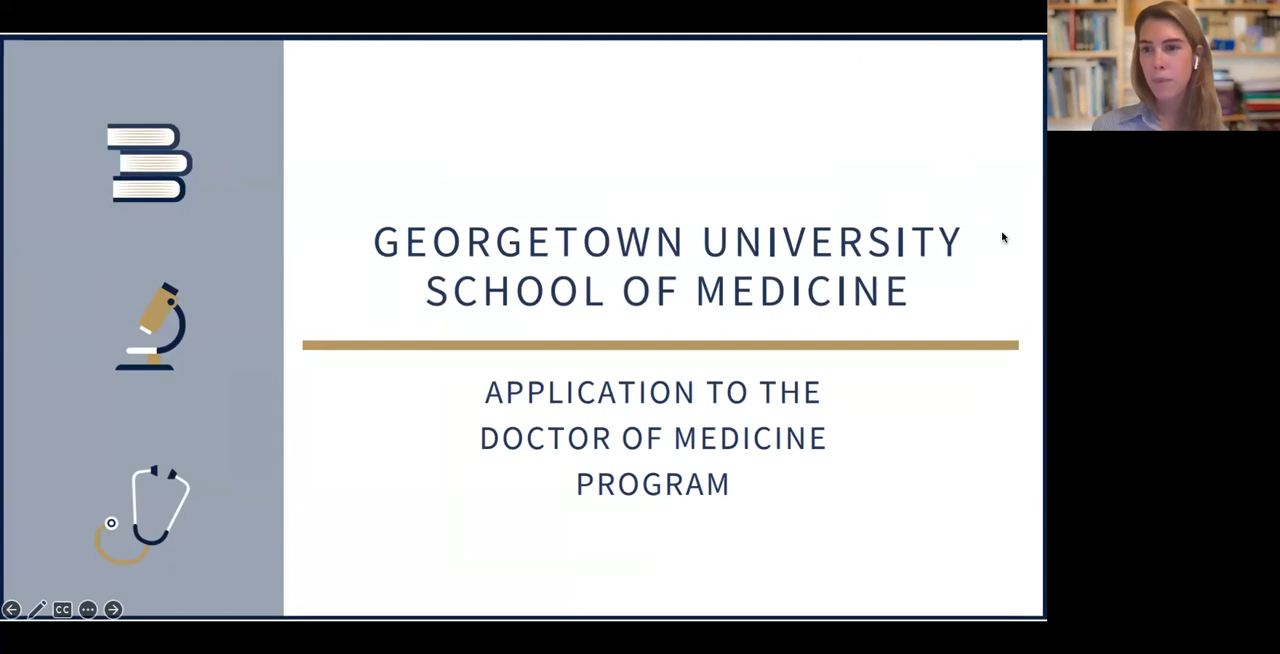 GEORGETOWN UNIVERSITY
SCHOOL OF MEDICINE
APPLICATION TO THE
DOCTOR OF MEDICINE
PROGRAM
CC